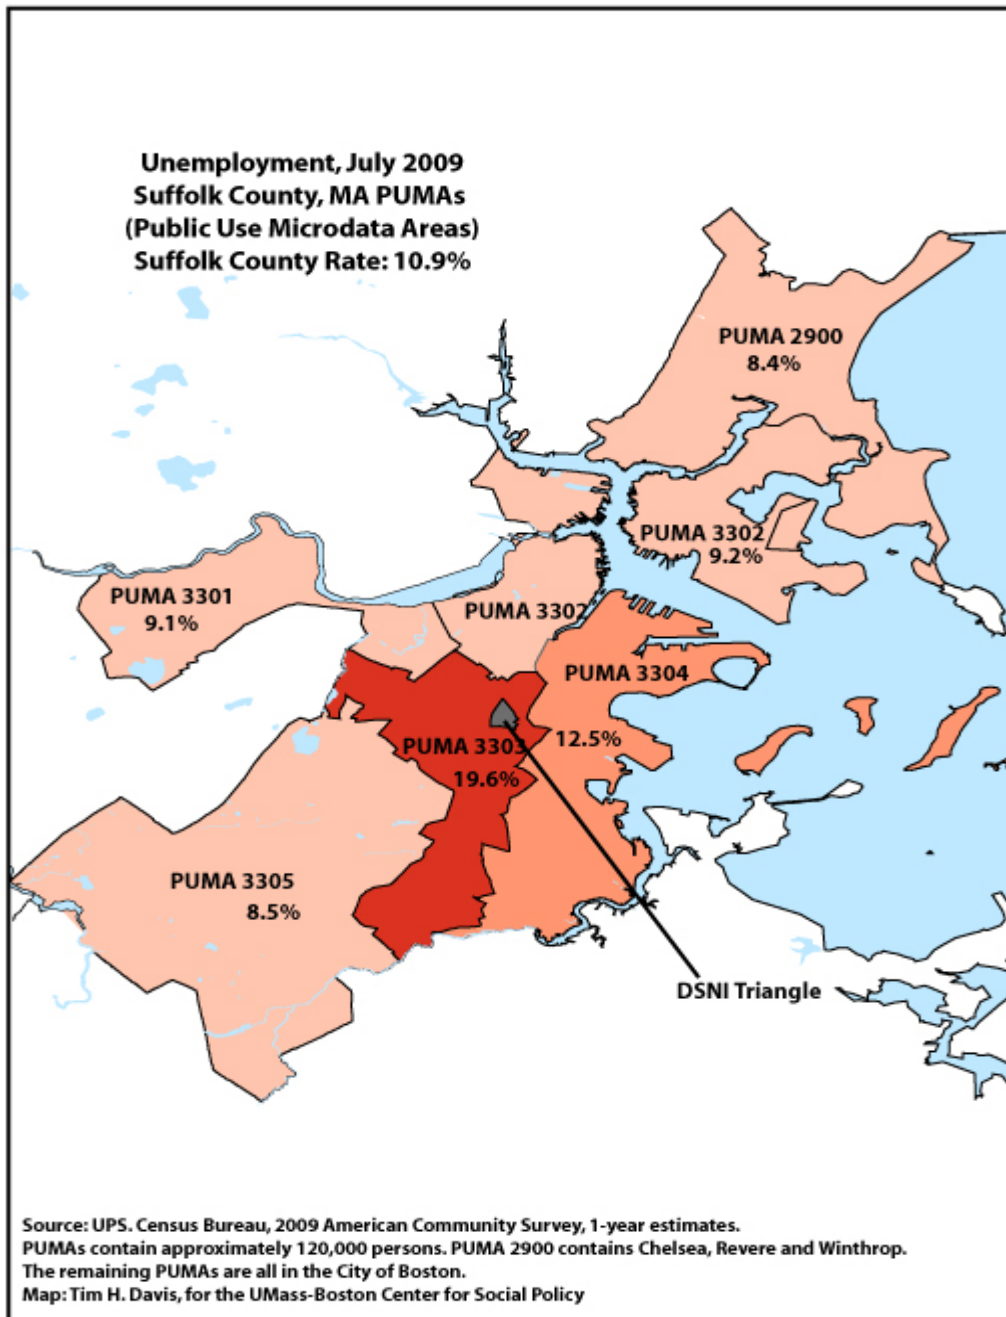 Unemployment, July 2009
Suffolk County, MA PUMAs
(Public Use Microdata Areas)
Suffolk County Rate: 10.9%
PUMA 2900
8.4%
PUMA 3302
9.2%
PUMA 3301
9.1%
PUMA 3302
PUMA 3304
12.5%
PUMA 3303
19.6%
PUMA 3305
8.5%
DSNI Triangle
Source: UPS. Census Bureau, 2009 American Community Survey, 1-year estimates.
PUMAs contain approximately 120,000 persons. PUMA 2900 contains Chelsea, Revere and Winthrop.
The remaining PUMAs are all in the City of Boston.
Map: Tim H. Davis, for the UMass-Boston Center for Social Policy